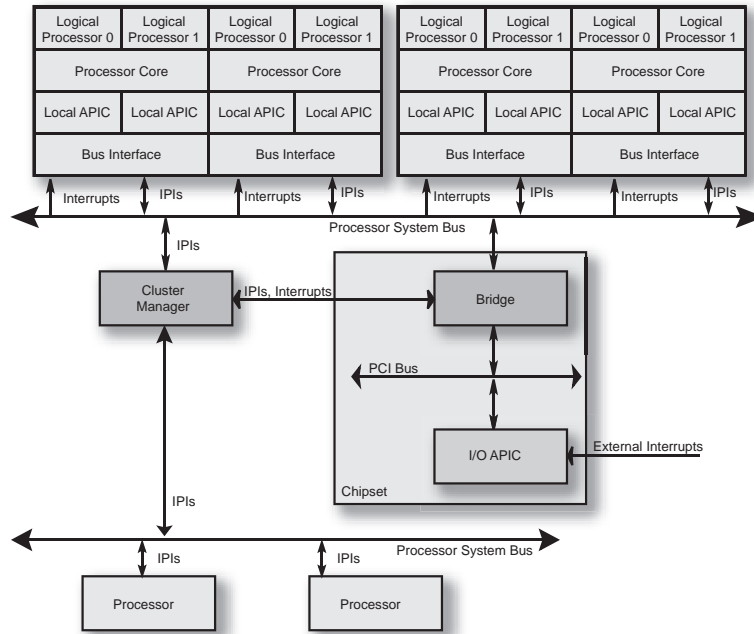 Logical Processor 0
Logical Processor 1
Logical Processor 0
Logical Processor 1
Logical Processor 0
Logical Processor 1
Logical Processor 0
Logical Processor 1
Processor Core
Processor Core
Processor Core
Processor Core
Local APIC
Local APIC
Local APIC
Local APIC
Local APIC
Local APIC
Local APIC
Local APIC
Bus Interface
Bus Interface
Bus Interface
Bus Interface
Interrupts
IPIs
Interrupts
IPIs
Interrupts
IPIs
Interrupts
IPIs
Processor System Bus
IPIs
Cluster
Manager
IPIs, Interrupts
Bridge
PCI Bus
I/O APIC
External Interrupts
Chipset
IPIs
Processor System Bus
IPIs
IPIs
Processor
Processor